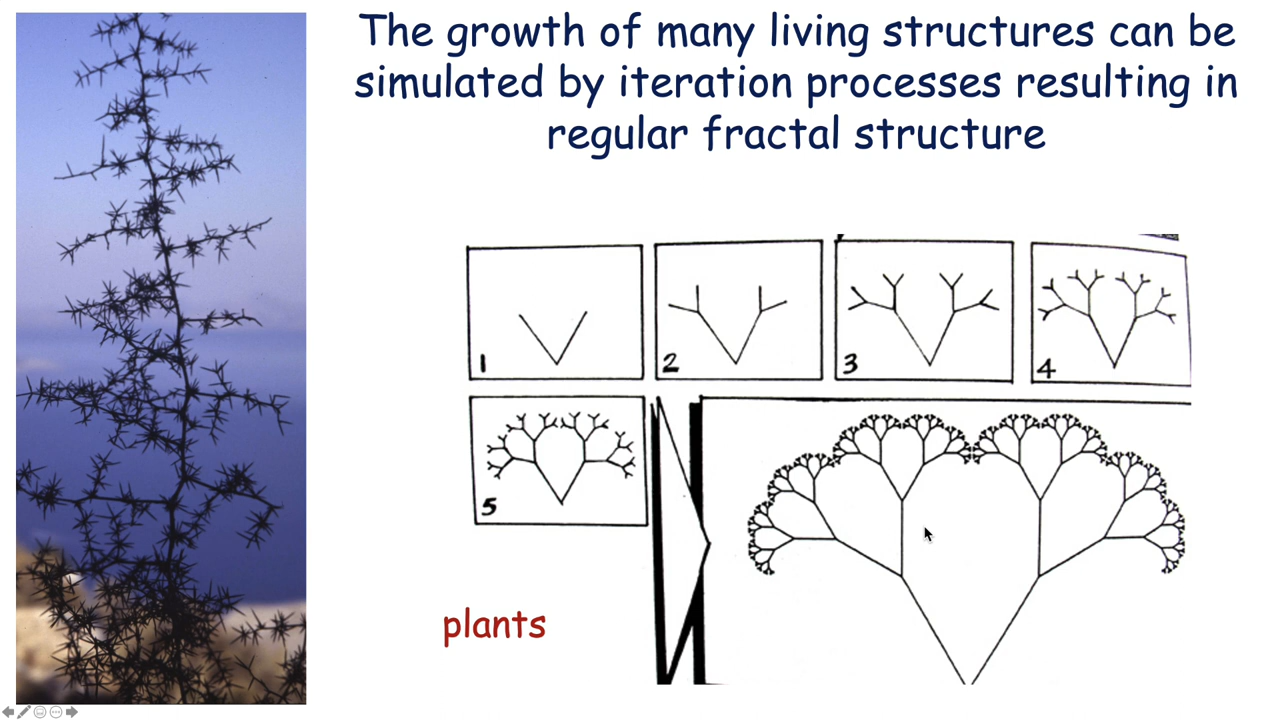 The growth of many living structures can be
simulated by iteration processes resulting in
regular fractal structure
1
2
3
4
5
plants